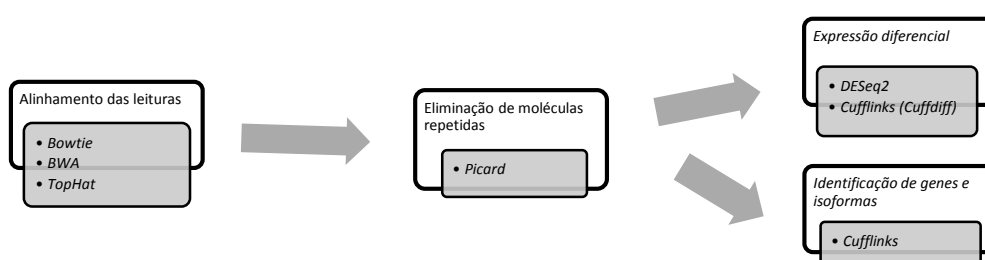 Alinhamento das leituras
• Bowtie
• BWA
• TopHat
Eliminação de moléculas
repetidas
• Picard
Expressão diferencial
• DESeq2
• Cufflinks (Cuffdiff)
Identificação de genes e
isoformas
• Cufflinks